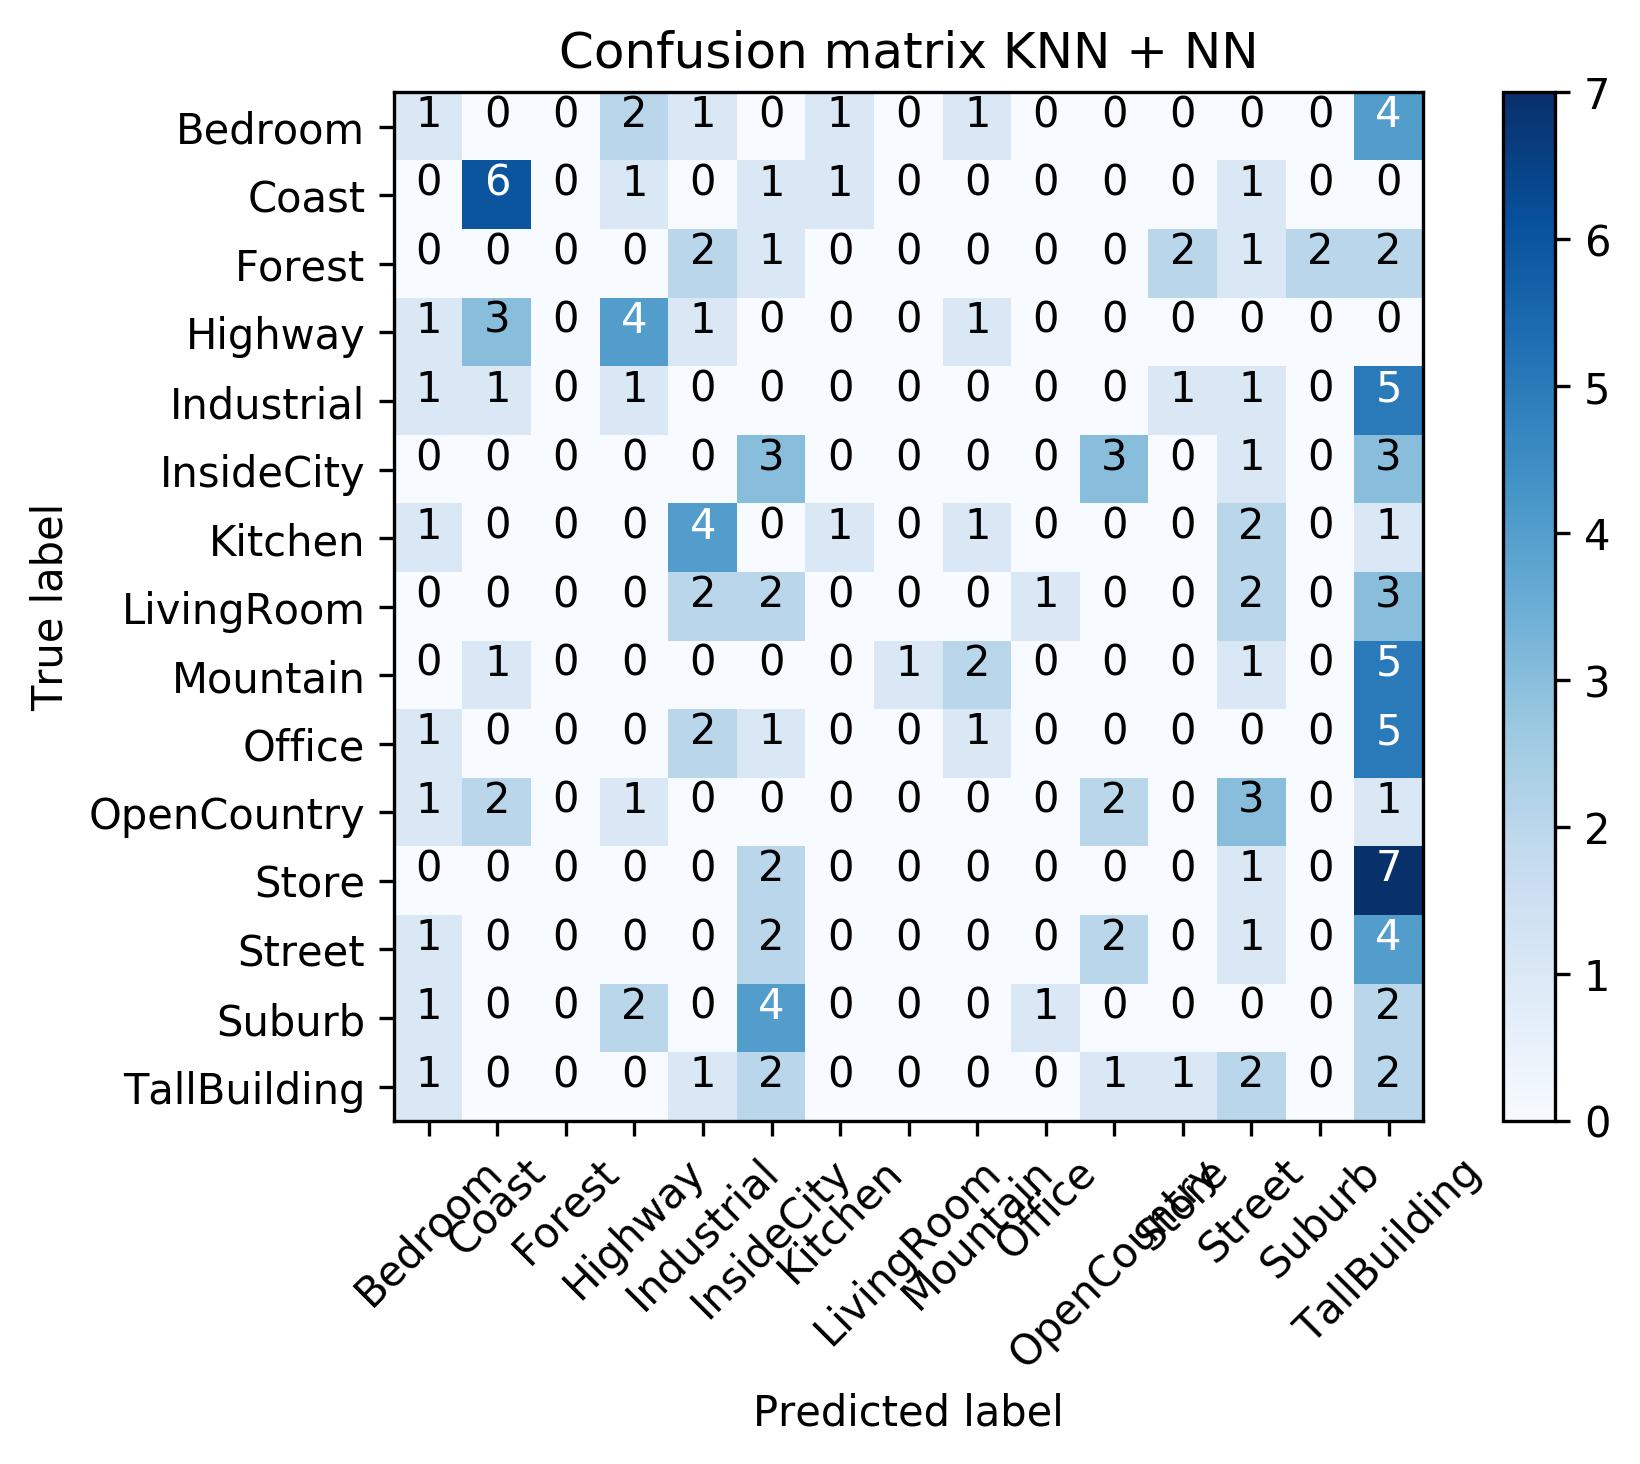 Confusion matrix KNN + NN
Bedroom 1 0 0 2 1 0 1 0 1 0 0 0 0 0 4
Coast 0 6 0 1 0 1 1 0 0 0 0 0 1 0 0
Forest 0 0 0 0 2 1 0 0 0 0 0 2 1 2 2
Highway 1 3 0 4 1 0 0 0 1 0 0 0 0 0 0
Industrial 1 1 0 1 0 0 0 0 0 0 0 1 1 0 5
InsideCity 0 0 0 0 0 3 0 0 0 0 3 0 1 0 3
Kitchen 1 0 0 0 4 0 1 0 1 0 0 0 2 0 1
LivingRoom 0 0 0 0 2 2 0 0 0 1 0 0 2 0 3
Mountain 0 1 0 0 0 0 0 1 2 0 0 0 1 0 5
Office 1 0 0 0 2 1 0 0 1 0 0 0 0 0 5
OpenCountry 1 2 0 1 0 0 0 0 0 0 2 0 3 0 1
Store 0 0 0 0 0 2 0 0 0 0 0 0 1 0 7
Street 1 0 0 0 0 2 0 0 0 0 2 0 1 0 4
Suburb 1 0 0 2 0 4 0 0 0 1 0 0 0 0 2
TallBuilding 1 0 0 0 1 2 0 0 0 0 1 1 2 0 2
True label
Bedroom
Coast
Forest
Highway
Industrial
InsideCity
Kitchen
LivingRoom
Mountain
Office
OpenCountry
Store
Street
Suburb
TallBuilding
Predicted label
7
6
5
4
3
2
1
0